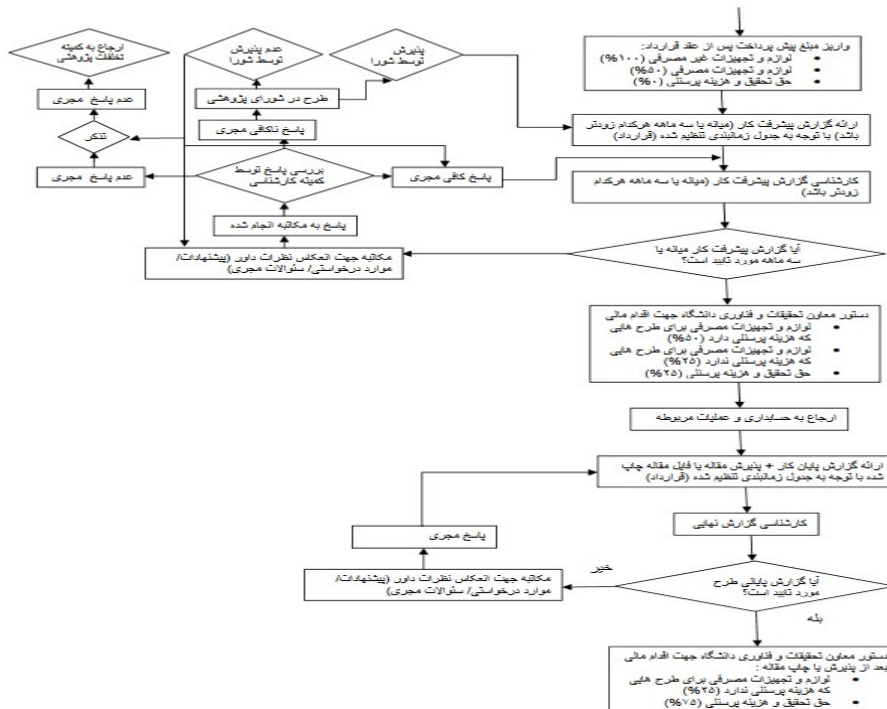 واریز مبلغ پیش پرداخت پس از عقد قرارداد:
• لوازم و تجهیزات غیر مصرفی (۱۰۰%)
• لوازم و تجهیزات مصرفی (۵۰%)
• حق تحقیق و هزینه پرسنلی (۰%)
ارائه گزارش پیشرفت کار (میانه یا سه ماهه هرکدام زودتر
باشد) با توجه به جدول زمانبندی تنظیم شده (قرارداد)
کارشناسی گزارش پیشرفت کار (میانه یا سه ماهه هرکدام
زودتر باشد)
آیا گزارش پیشرفت کار میانه یا
سه ماهه مورد تایید است؟
مکاتبه جهت انعکاس نظرات داور (پیشنهادات/
موارد درخواستی/ سئوالات مجری)
پاسخ به مکاتبه انجام شده
بررسی پاسخ توسط
کمیته کارشناسی
پاسخ کافی مجری
پاسخ ناکافی مجری
طرح در شورای پژوهشی
پذیرش
توسط شورا
عدم پذیرش
توسط شورا
عدم پاسخ مجری
تذکر
عدم پاسخ مجری
ارجاع به کمیته
تخلفات پژوهشی
دستور معاون تحقیقات و فناوری دانشگاه جهت اقدام مالی
• لوازم و تجهیزات مصرفی برای طرح هایی
که هزینه پرسنلی دارد (۵۰%)
• لوازم و تجهیزات مصرفی برای طرح هایی
که هزینه پرسنلی ندارد (۲۵%)
• حق تحقیق و هزینه پرسنلی (۲۵%)
ارجاع به حسابداری و عملیات مربوطه
ارائه گزارش پایان کار + پذیرش مقاله یا فایل مقاله چاپ
شده با توجه به جدول زمانبندی تنظیم شده (قرارداد)
کارشناسی گزارش نهایی
آیا گزارش پایانی طرح
مورد تایید است؟
خیر
مکاتبه جهت انعکاس نظرات داور (پیشنهادات/
موارد درخواستی/ سئوالات مجری)
پاسخ مجری
بله
دستور معاون تحقیقات و فناوری دانشگاه جهت اقدام مالی
بعد از پذیرش یا چاپ مقاله :
• لوازم و تجهیزات مصرفی برای طرح هایی
که هزینه پرسنلی ندارد (۲۵%)
• حق تحقیق و هزینه پرسنلی (۷۵%)